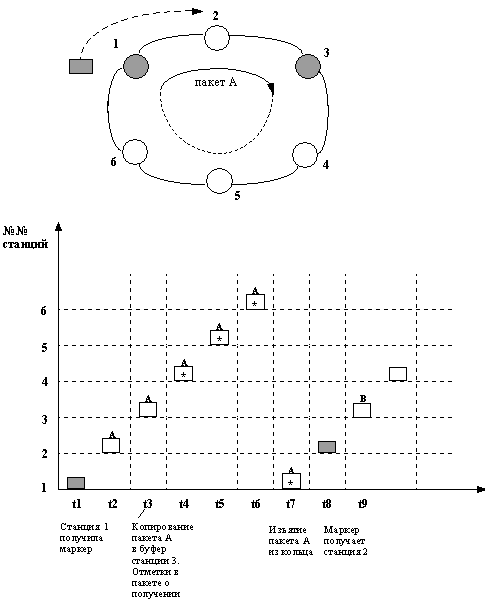 2
1
3
пакет А
6
4
5
№№
станций
6
5
4
3
2
1
А
*
А
*
А
*
А
А
А
*
В
t1 t2 t3 t4 t5 t6 t7 t8 t9
Станция 1
получила
маркер
Копирование
пакета А
в буфер
станции 3.
Отметки в
пакете о
получении
Изъятие
пакета А
из кольца
Маркер
получает
станция 2